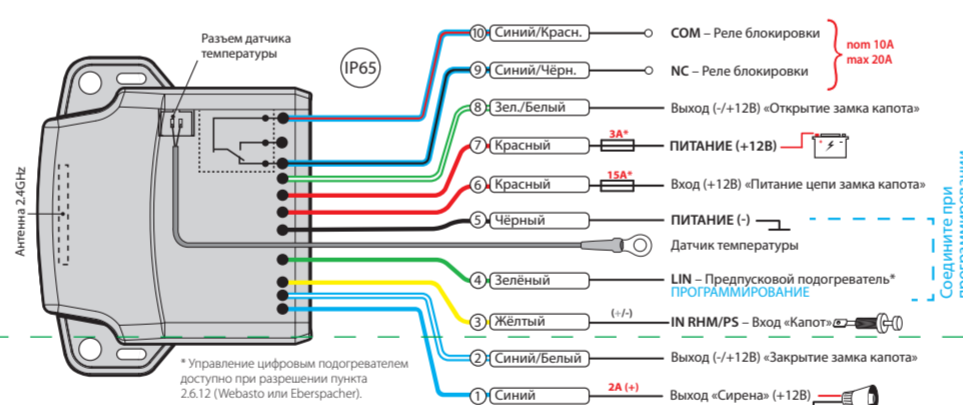 Разъем датчика
температуры
IP65
Антенна 2.4GHz
10 Синий/Красн. COM – Реле блокировки
nom 10A
max 20A
9 Синий/Чёрн. NC – Реле блокировки
8 Зел./Белый Выход (-/+12В) «Открытие замка капота»
7 Красный 3А* ПИТАНИЕ (+12В)
6 Красный 15А* Вход (+12В) «Питание цепи замка капота»
5 Чёрный ПИТАНИЕ (-)
Датчик температуры
4 Зелёный LIN – Предпусковой подогреватель*
ПРОГРАММИРОВАНИЕ
Соедините при
программировании
3 Жёлтый (+/-) IN RHM/PS – Вход «Капот»
2 Синий/Белый Выход (-/+12В) «Закрытие замка капота»
1 Синий 2А (+) Выход «Сирена» (+12В)
* Управление цифровым подогревателем
доступно при разрешении пункта
2.6.12 (Webasto или Eberspacher).